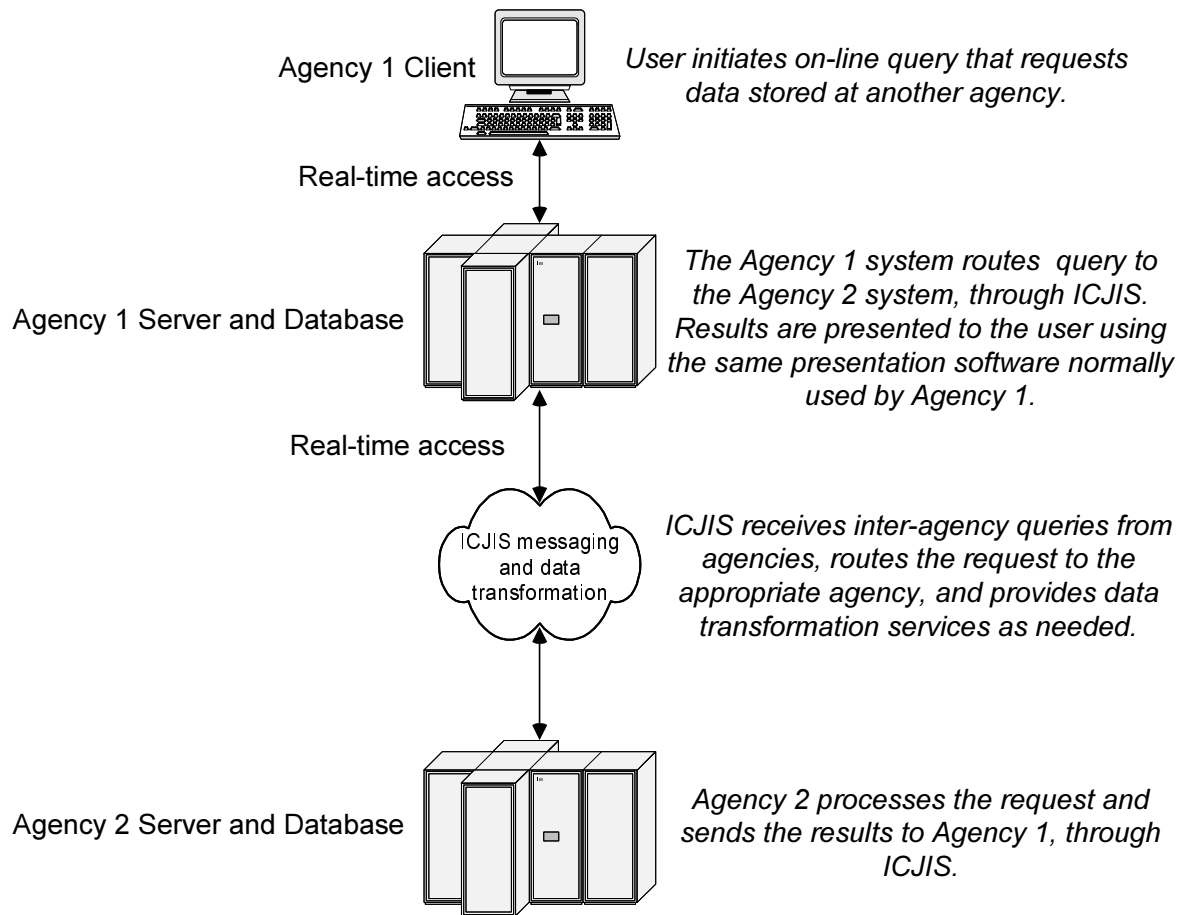 Agency 1 Client
User initiates on-line query that requests
data stored at another agency.
Real-time access
Agency 1 Server and Database
The Agency 1 system routes query to
the Agency 2 system, through ICJIS.
Results are presented to the user using
the same presentation software normally
used by Agency 1.
Real-time access
ICJIS messaging
and data
transformation
ICJIS receives inter-agency queries from
agencies, routes the request to the
appropriate agency, and provides data
transformation services as needed.
Agency 2 Server and Database
Agency 2 processes the request and
sends the results to Agency 1, through
ICJIS.